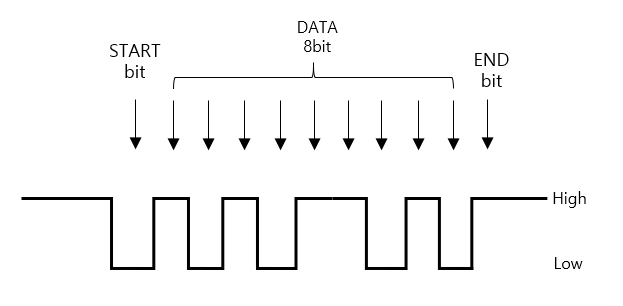 DATA
8bit
START
bit
END
bit
High
Low